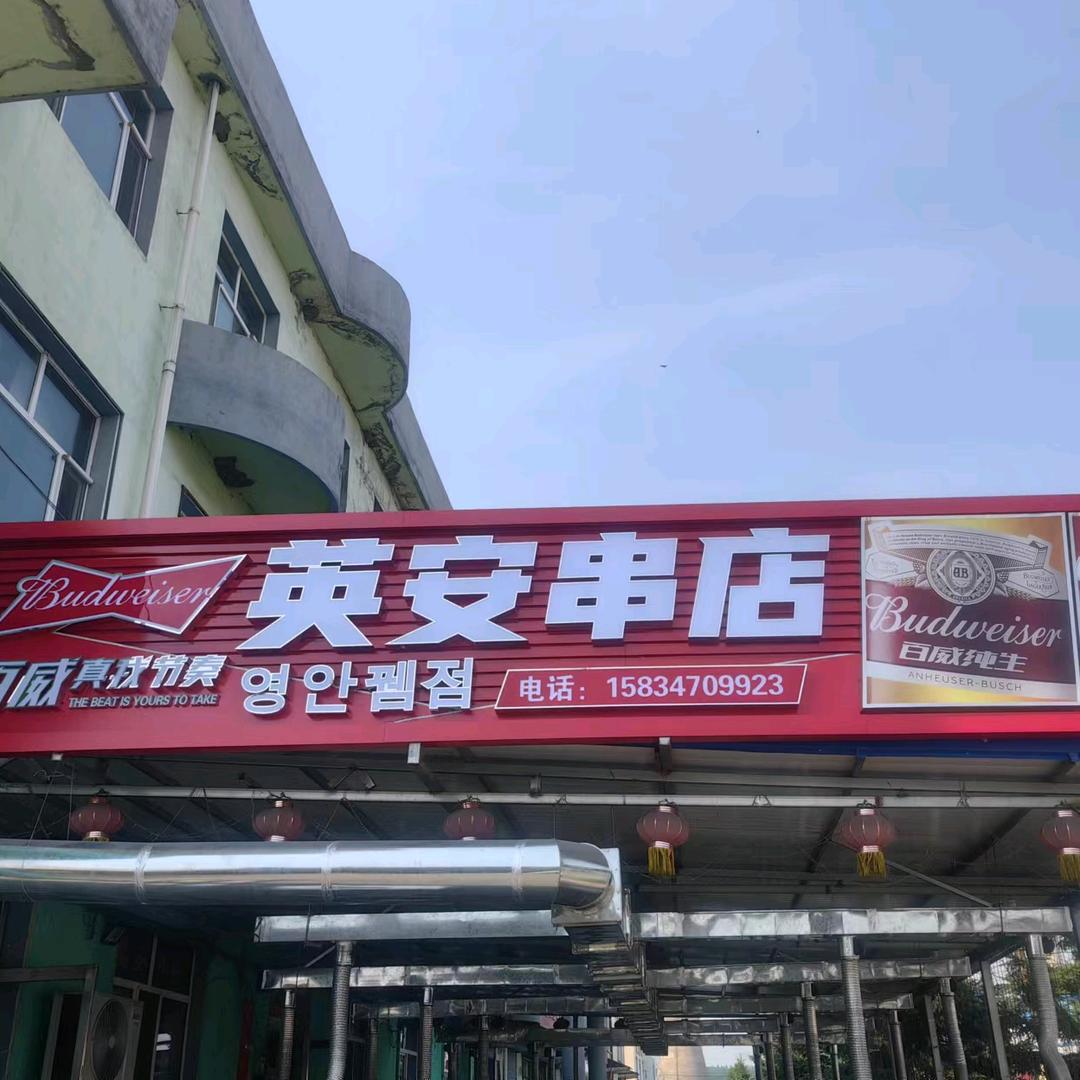 Budweiser
英安串店
百威 真我节奏
THE BEAT IS YOURS TO TAKE
영안뀀점
电话：15834709923
Budweiser
百威纯生
ANHEUSER-BUSCH